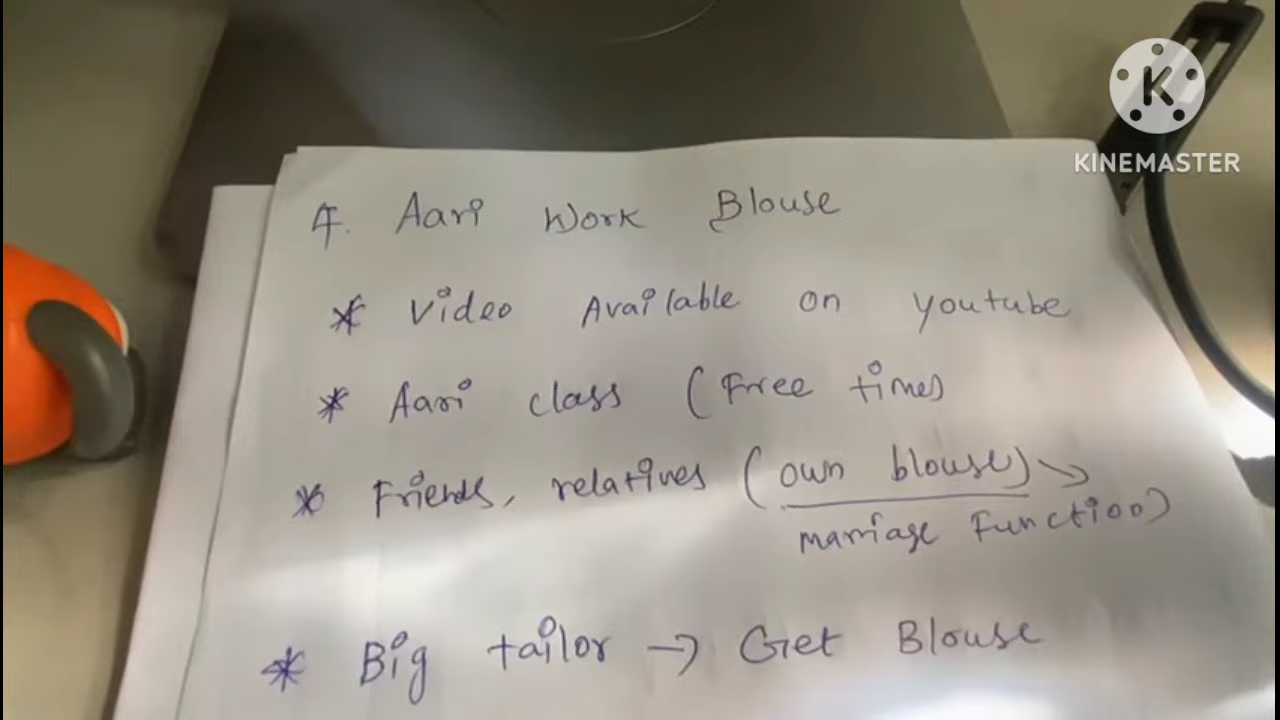 KINEMASTER
4. Aari Work Blouse
* Video Available on youtube
* Aari class (Free times
* Friends, relatives (own blouse) →
marriage Function)
* Big tailor → Get Blouse